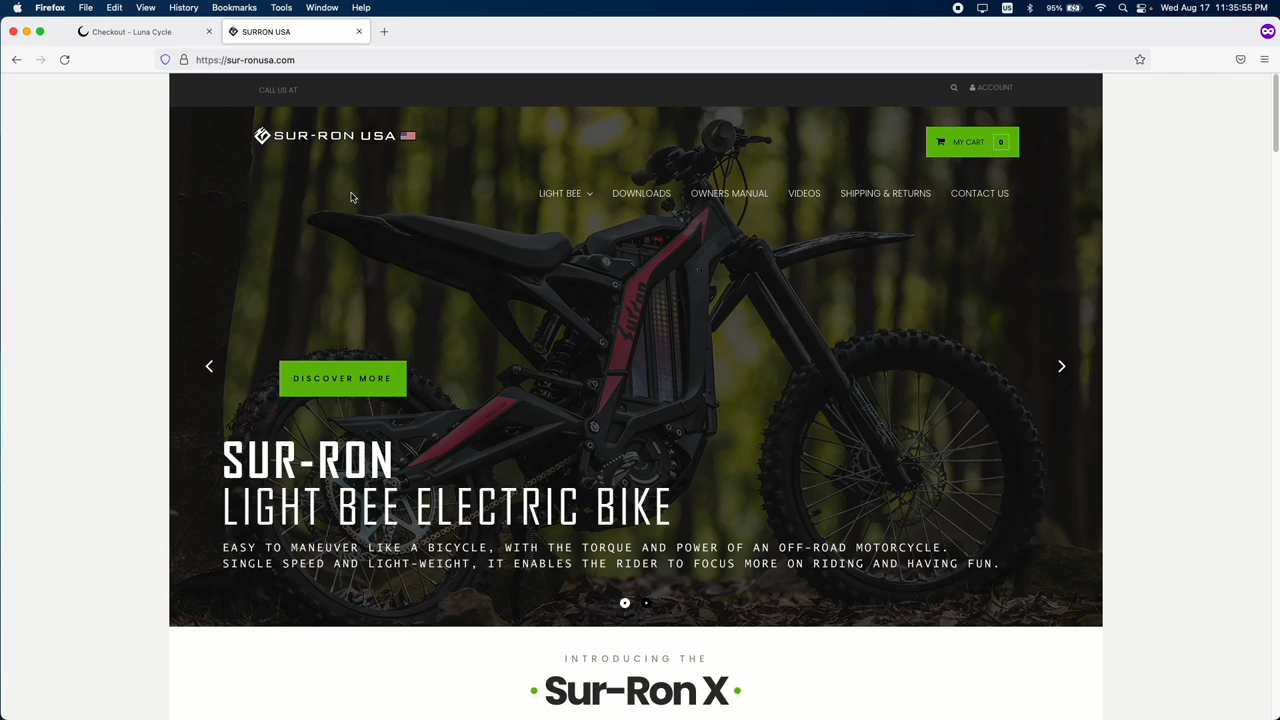 Firefox File Edit View History Bookmarks Tools Window Help US 95% Wed Aug 17 11:35:55 PM
Checkout - Luna Cycle SURRON USA
https://sur-ronusa.com
CALL US AT ACCOUNT
SUR-RON USA
MY CART 0
LIGHT BEE DOWNLOADS OWNERS MANUAL VIDEOS SHIPPING & RETURNS CONTACT US
DISCOVER MORE
SUR-RON
LIGHT BEE ELECTRIC BIKE
EASY TO MANEUVER LIKE A BICYCLE, WITH THE TORQUE AND POWER OF AN OFF-ROAD MOTORCYCLE.
SINGLE SPEED AND LIGHT-WEIGHT, IT ENABLES THE RIDER TO FOCUS MORE ON RIDING AND HAVING FUN.
INTRODUCING THE
Sur-Ron X